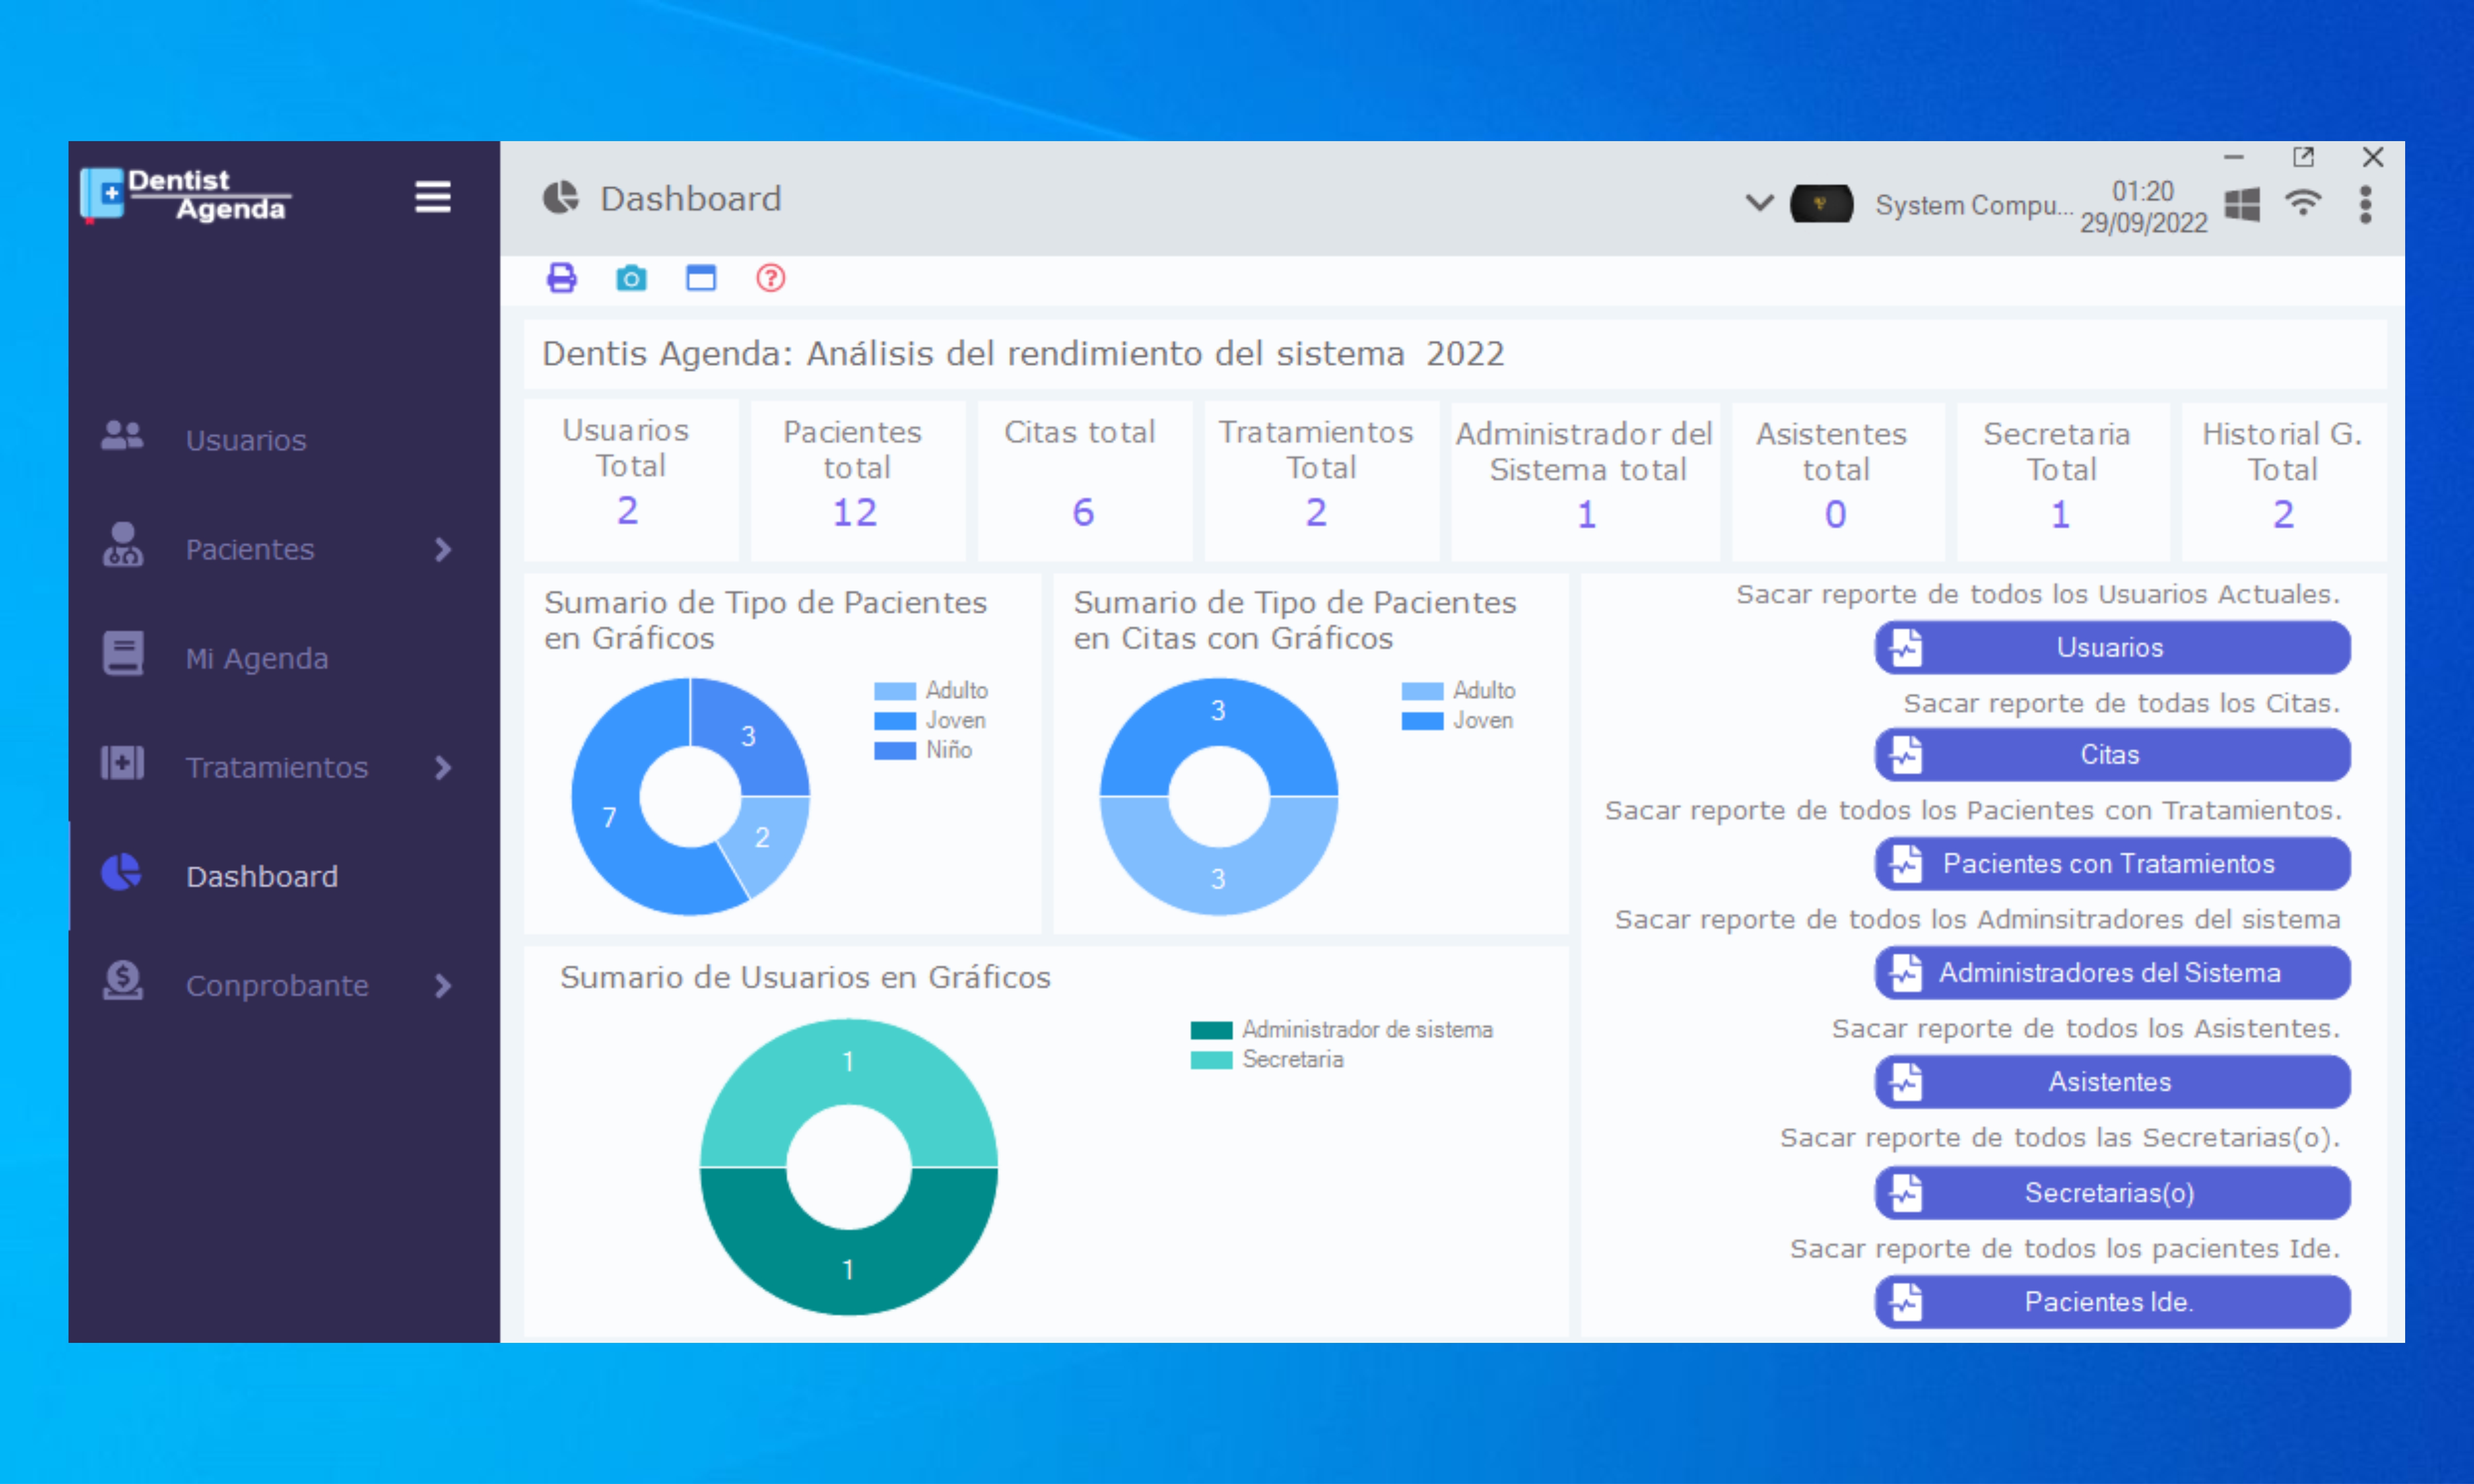 Dentist
Agenda
Dashboard
System Compu...
01:20
29/09/2022
Usuarios
Pacientes
Mi Agenda
Tratamientos
Dashboard
Conprobante
Dentis Agenda: Análisis del rendimiento del sistema 2022
Usuarios
Total
2
Pacientes
total
12
Citas total
6
Tratamientos
Total
2
Administrador del
Sistema total
1
Asistentes
total
0
Secretaria
Total
1
Historial G.
Total
2
Sumario de Tipo de Pacientes
en Gráficos
Adulto
Joven
Niño
3
7
2
Sumario de Tipo de Pacientes
en Citas con Gráficos
Adulto
Joven
3
3
Sumario de Usuarios en Gráficos
Administrador de sistema
Secretaria
1
1
Sacar reporte de todos los Usuarios Actuales.
Usuarios
Sacar reporte de todas los Citas.
Citas
Sacar reporte de todos los Pacientes con Tratamientos.
Pacientes con Tratamientos
Sacar reporte de todos los Adminsitradores del sistema
Administradores del Sistema
Sacar reporte de todos los Asistentes.
Asistentes
Sacar reporte de todos las Secretarias(o).
Secretarias(o)
Sacar reporte de todos los pacientes Ide.
Pacientes Ide.